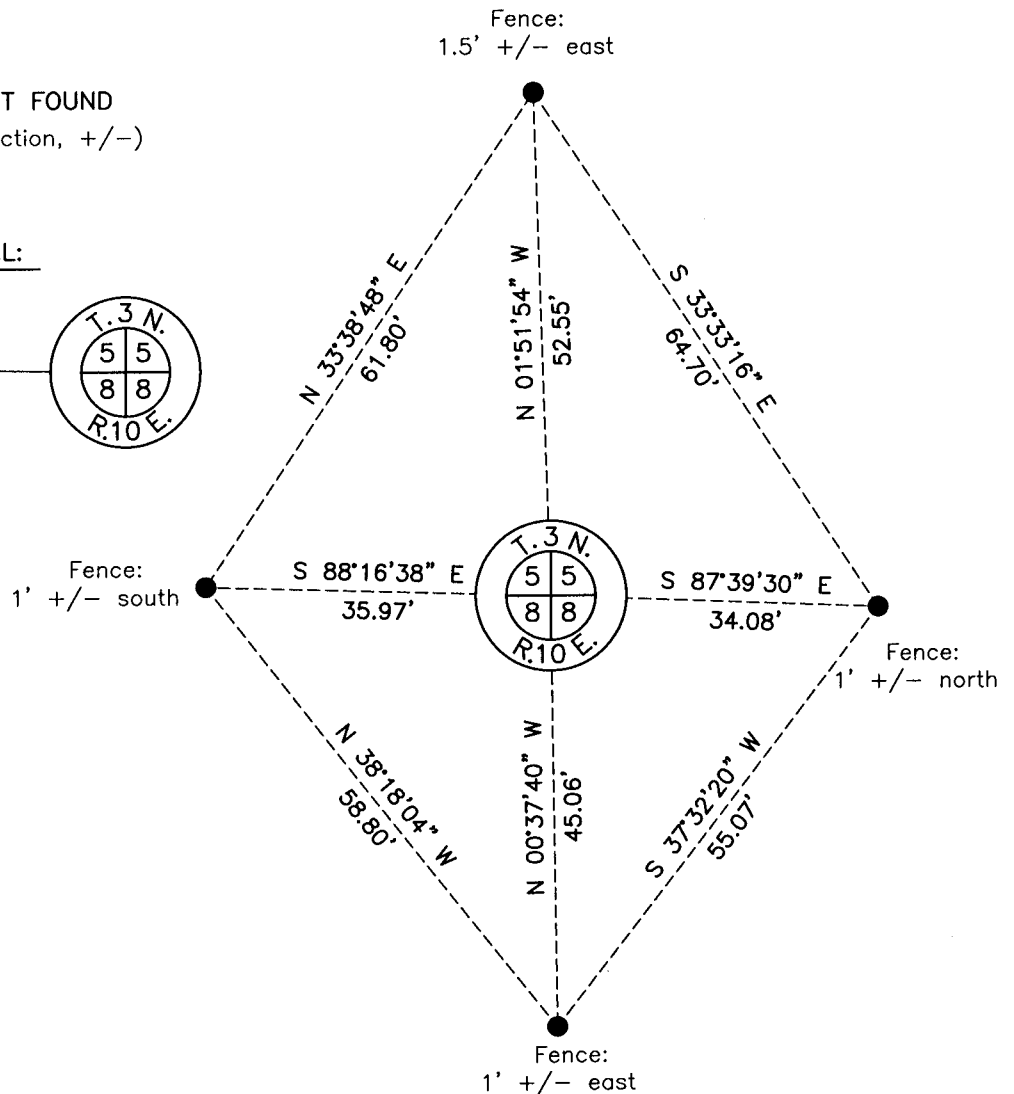 Fence:
1.5' +/- east
T FOUND
ction, +/-)
L:
T. 3 N.
5 5
8 8
R.10 E.
N 33°38'48" E
61.80'
N 01°51'54" W
52.55'
S 33°33'16" E
64.70'
Fence:
1' +/- south
S 88°16'38" E
35.97'
T. 3 N.
5 5
8 8
R.10 E.
S 87°39'30" E
34.08'
Fence:
1' +/- north
N 38°18'04" W
58.80'
N 00°37'40" W
45.06'
S 37°32'20" W
55.07'
Fence:
1' +/- east